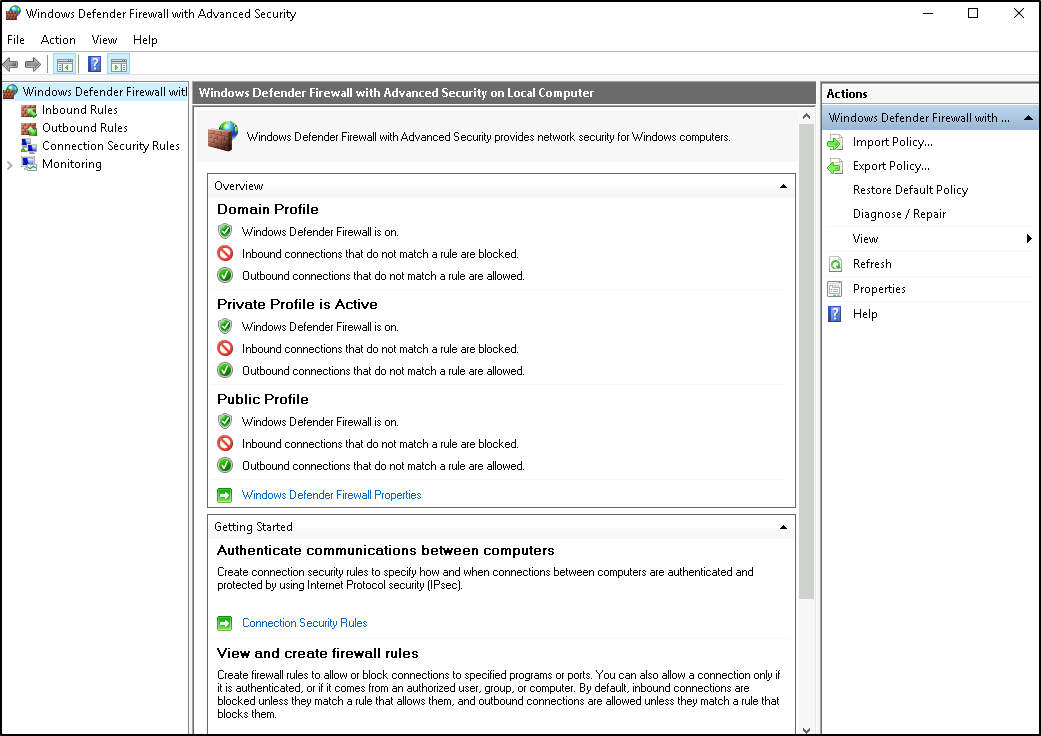 Windows Defender Firewall with Advanced Security
File Action View Help
Windows Defender Firewall with
Inbound Rules
Outbound Rules
Connection Security Rules
Monitoring
Windows Defender Firewall with Advanced Security on Local Computer
Windows Defender Firewall with Advanced Security provides network security for Windows computers.
Overview
Domain Profile
Windows Defender Firewall is on.
Inbound connections that do not match a rule are blocked.
Outbound connections that do not match a rule are allowed.
Private Profile is Active
Windows Defender Firewall is on.
Inbound connections that do not match a rule are blocked.
Outbound connections that do not match a rule are allowed.
Public Profile
Windows Defender Firewall is on.
Inbound connections that do not match a rule are blocked.
Outbound connections that do not match a rule are allowed.
Windows Defender Firewall Properties
Getting Started
Authenticate communications between computers
Create connection security rules to specify how and when connections between computers are authenticated and
protected by using Internet Protocol security (IPsec).
Connection Security Rules
View and create firewall rules
Create firewall rules to allow or block connections to specified programs or ports. You can also allow a connection only if
it is authenticated, or if it comes from an authorized user, group, or computer. By default, inbound connections are
blocked unless they match a rule that allows them, and outbound connections are allowed unless they match a rule that
blocks them.
Actions
Windows Defender Firewall with ...
Import Policy...
Export Policy...
Restore Default Policy
Diagnose / Repair
View
Refresh
Properties
Help